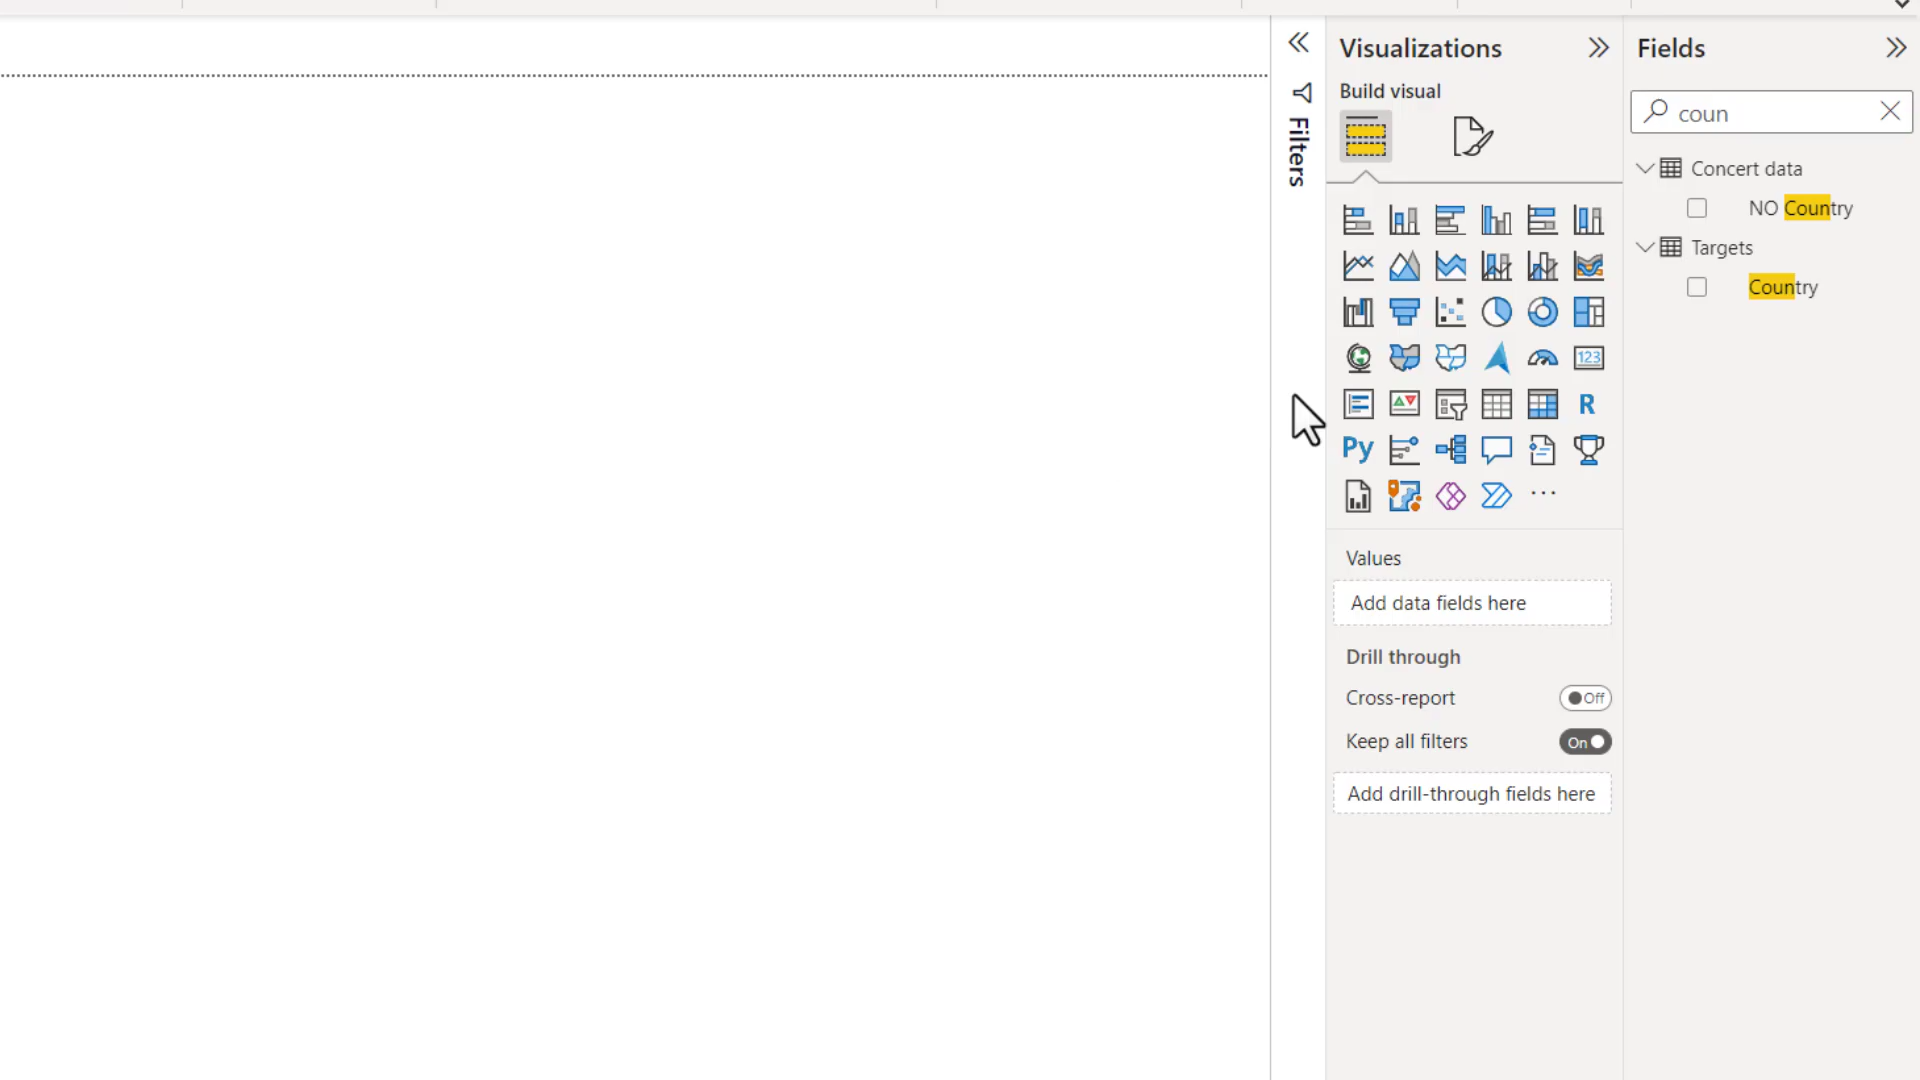 Filters
Visualizations
Build visual
123
R
Py
...
Values
Add data fields here
Drill through
Cross-report
Off
Keep all filters
On
Add drill-through fields here
Fields
coun
Concert data
NO Country
Targets
Country